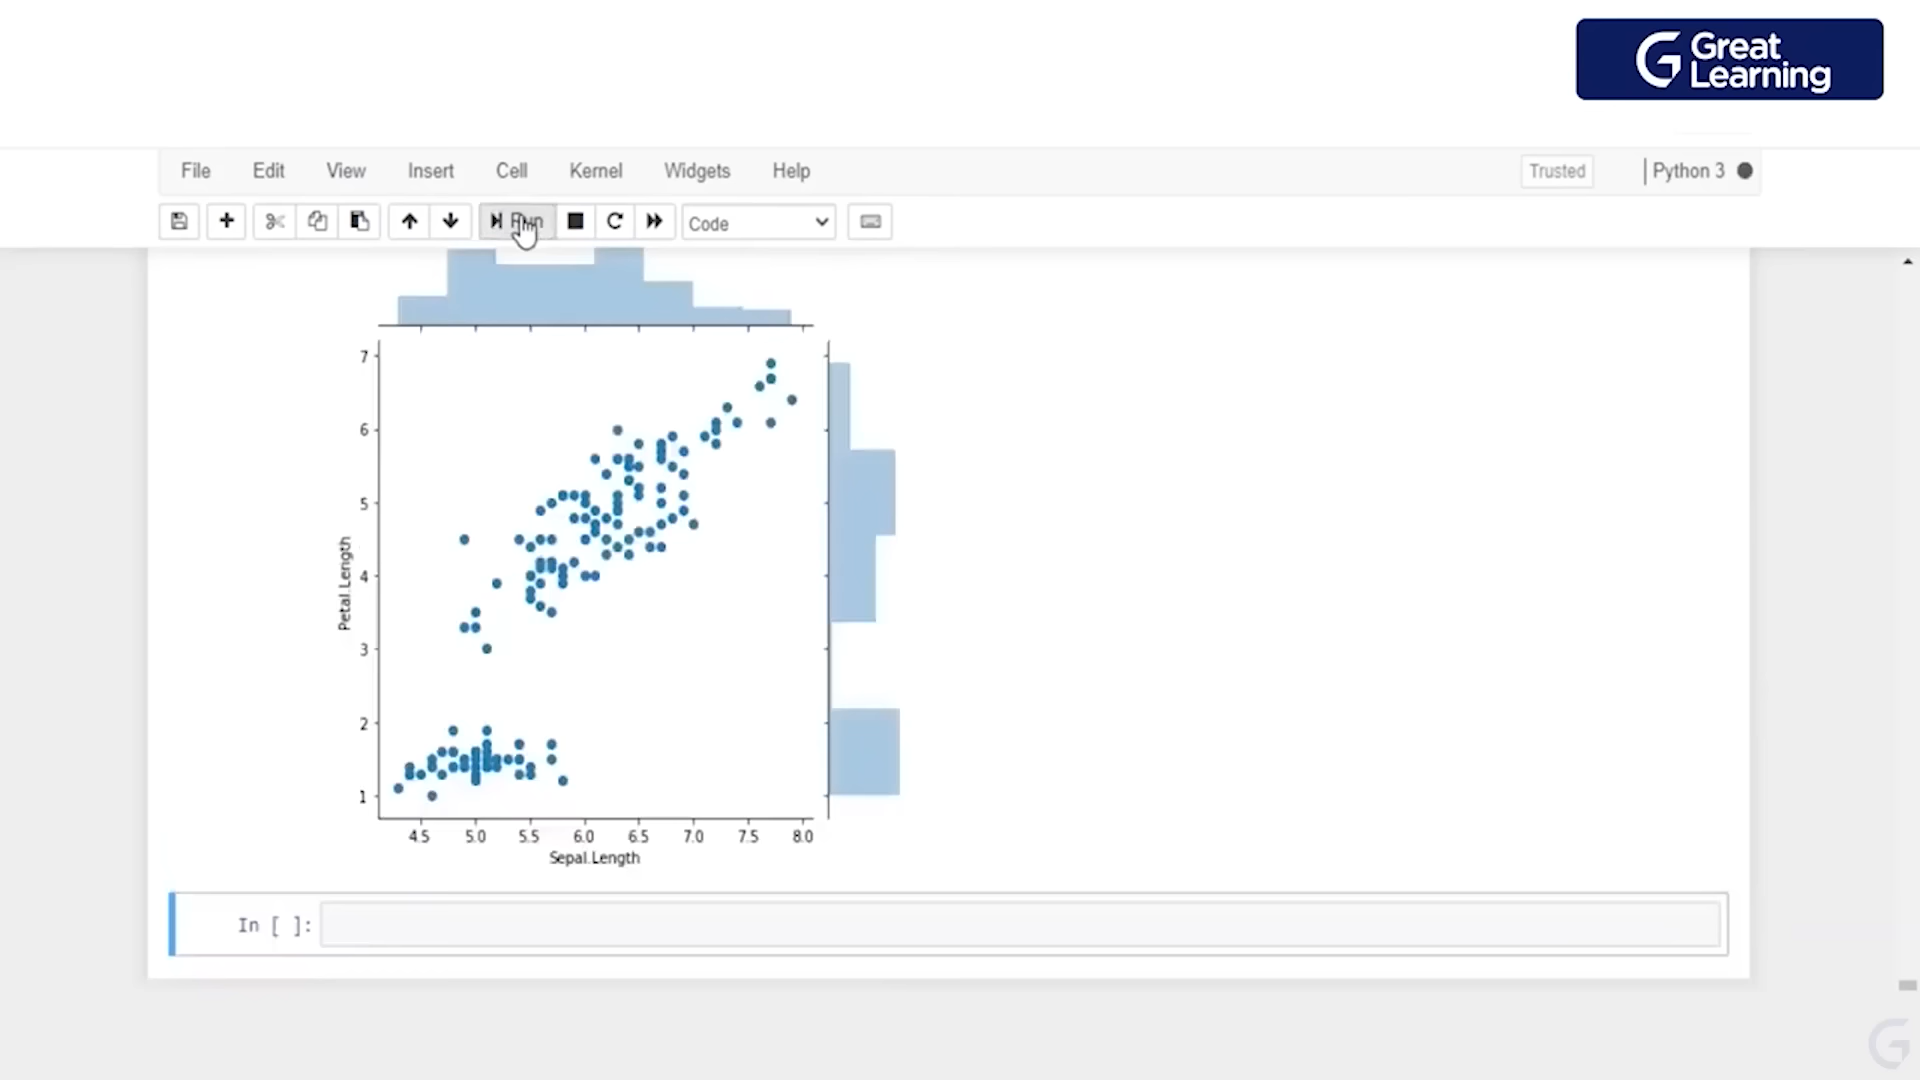 Great
Learning
File Edit View Insert Cell Kernel Widgets Help Trusted Python 3
Run Code
7
6
5
4
3
2
1
Petal.Length
4.5 5.0 5.5 6.0 6.5 7.0 7.5 8.0
Sepal.Length
In [ ]: